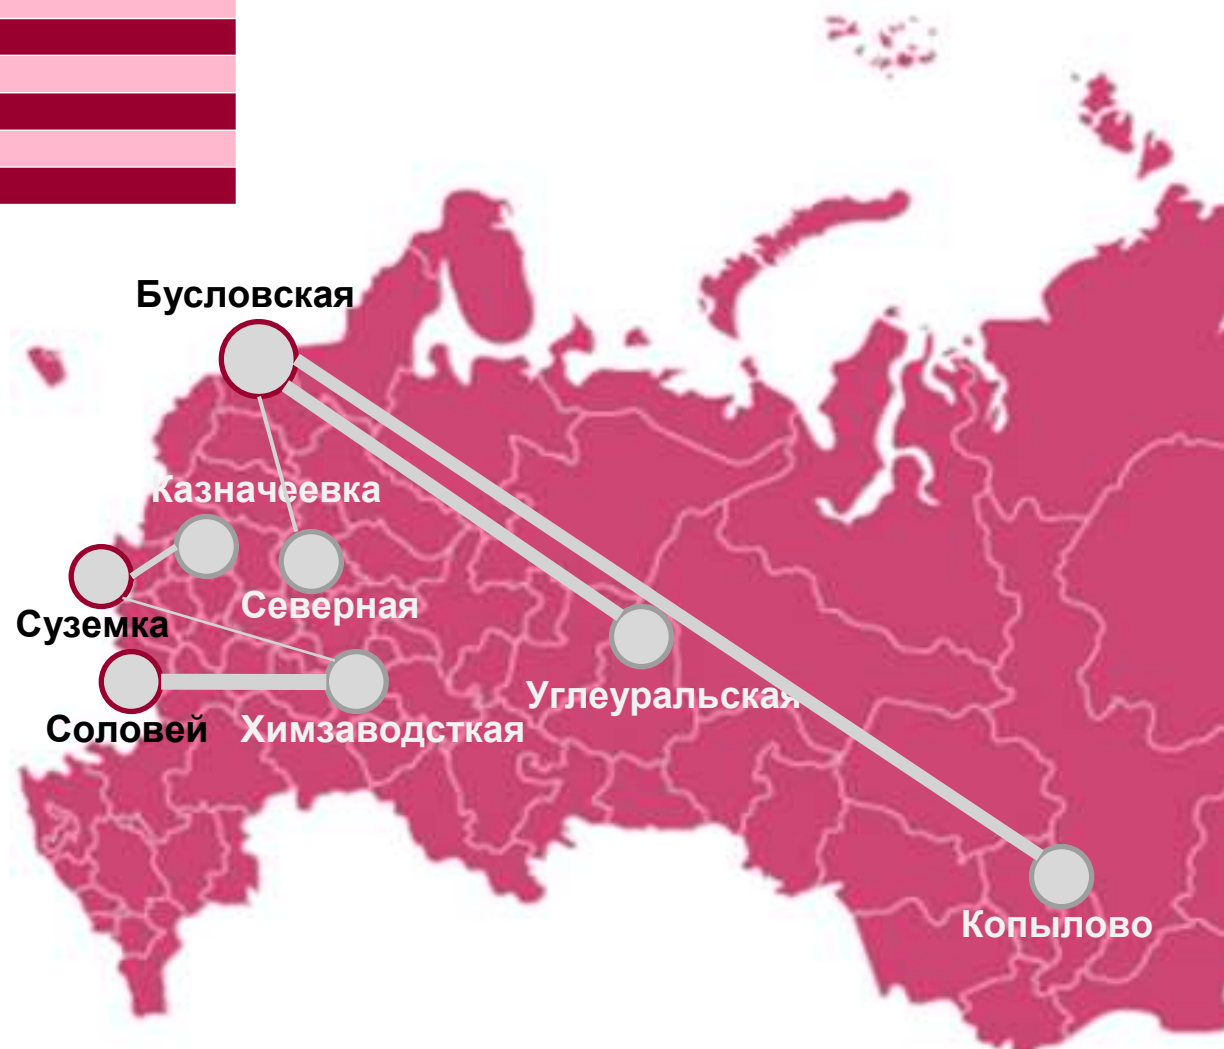 Бусловская
Казначеевка
Северная
Суземка
Углеуральская
Соловей
Химзаводсткая
Копылово